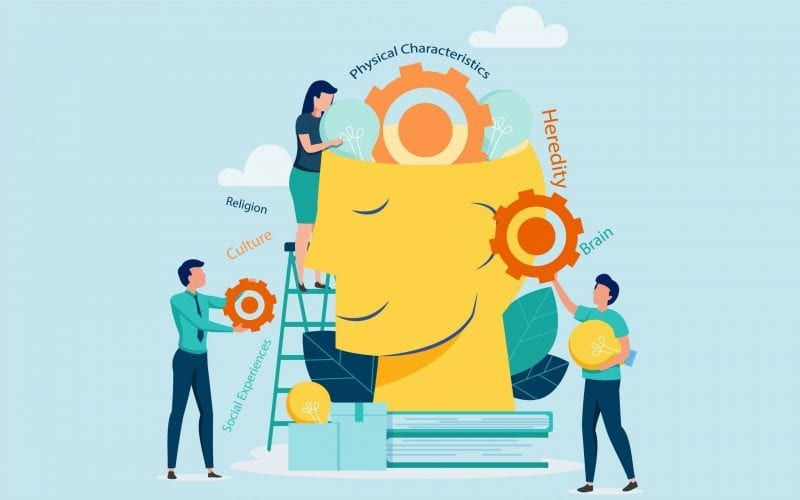 Physical Characteristics
Heredity
Religion
Culture
Brain
Social Experiences